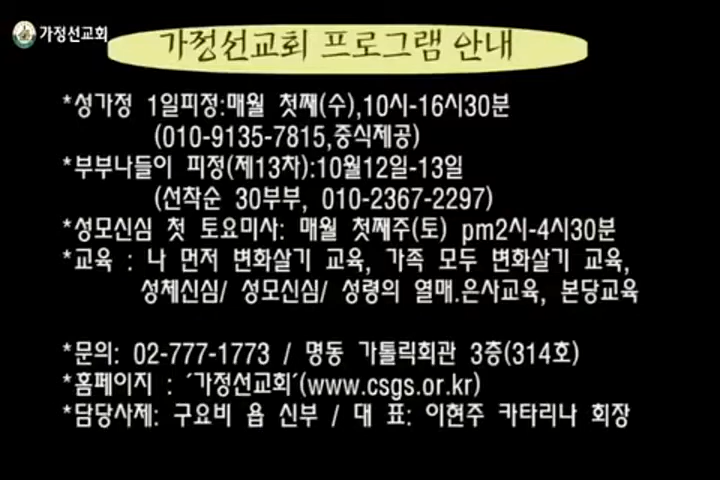 가정선교회
가정선교회 프로그램 안내
*성가정 1일피정:매월 첫째(수),10시-16시30분
(010-9135-7815,중식제공)
*부부나들이 피정(제13차):10월12일-13일
(선착순 30부부, 010-2367-2297)
*성모신심 첫 토요미사: 매월 첫째주(토) pm2시-4시30분
*교육 : 나 먼저 변화살기 교육, 가족 모두 변화살기 교육,
성체신심/ 성모신심/ 성령의 열매.은사교육, 본당교육
*문의: 02-777-1773 / 명동 가톨릭회관 3층(314호)
*홈페이지 : ´가정선교회´(www.csgs.or.kr)
*담당사제: 구요비 욥 신부 / 대 표: 이현주 카타리나 회장